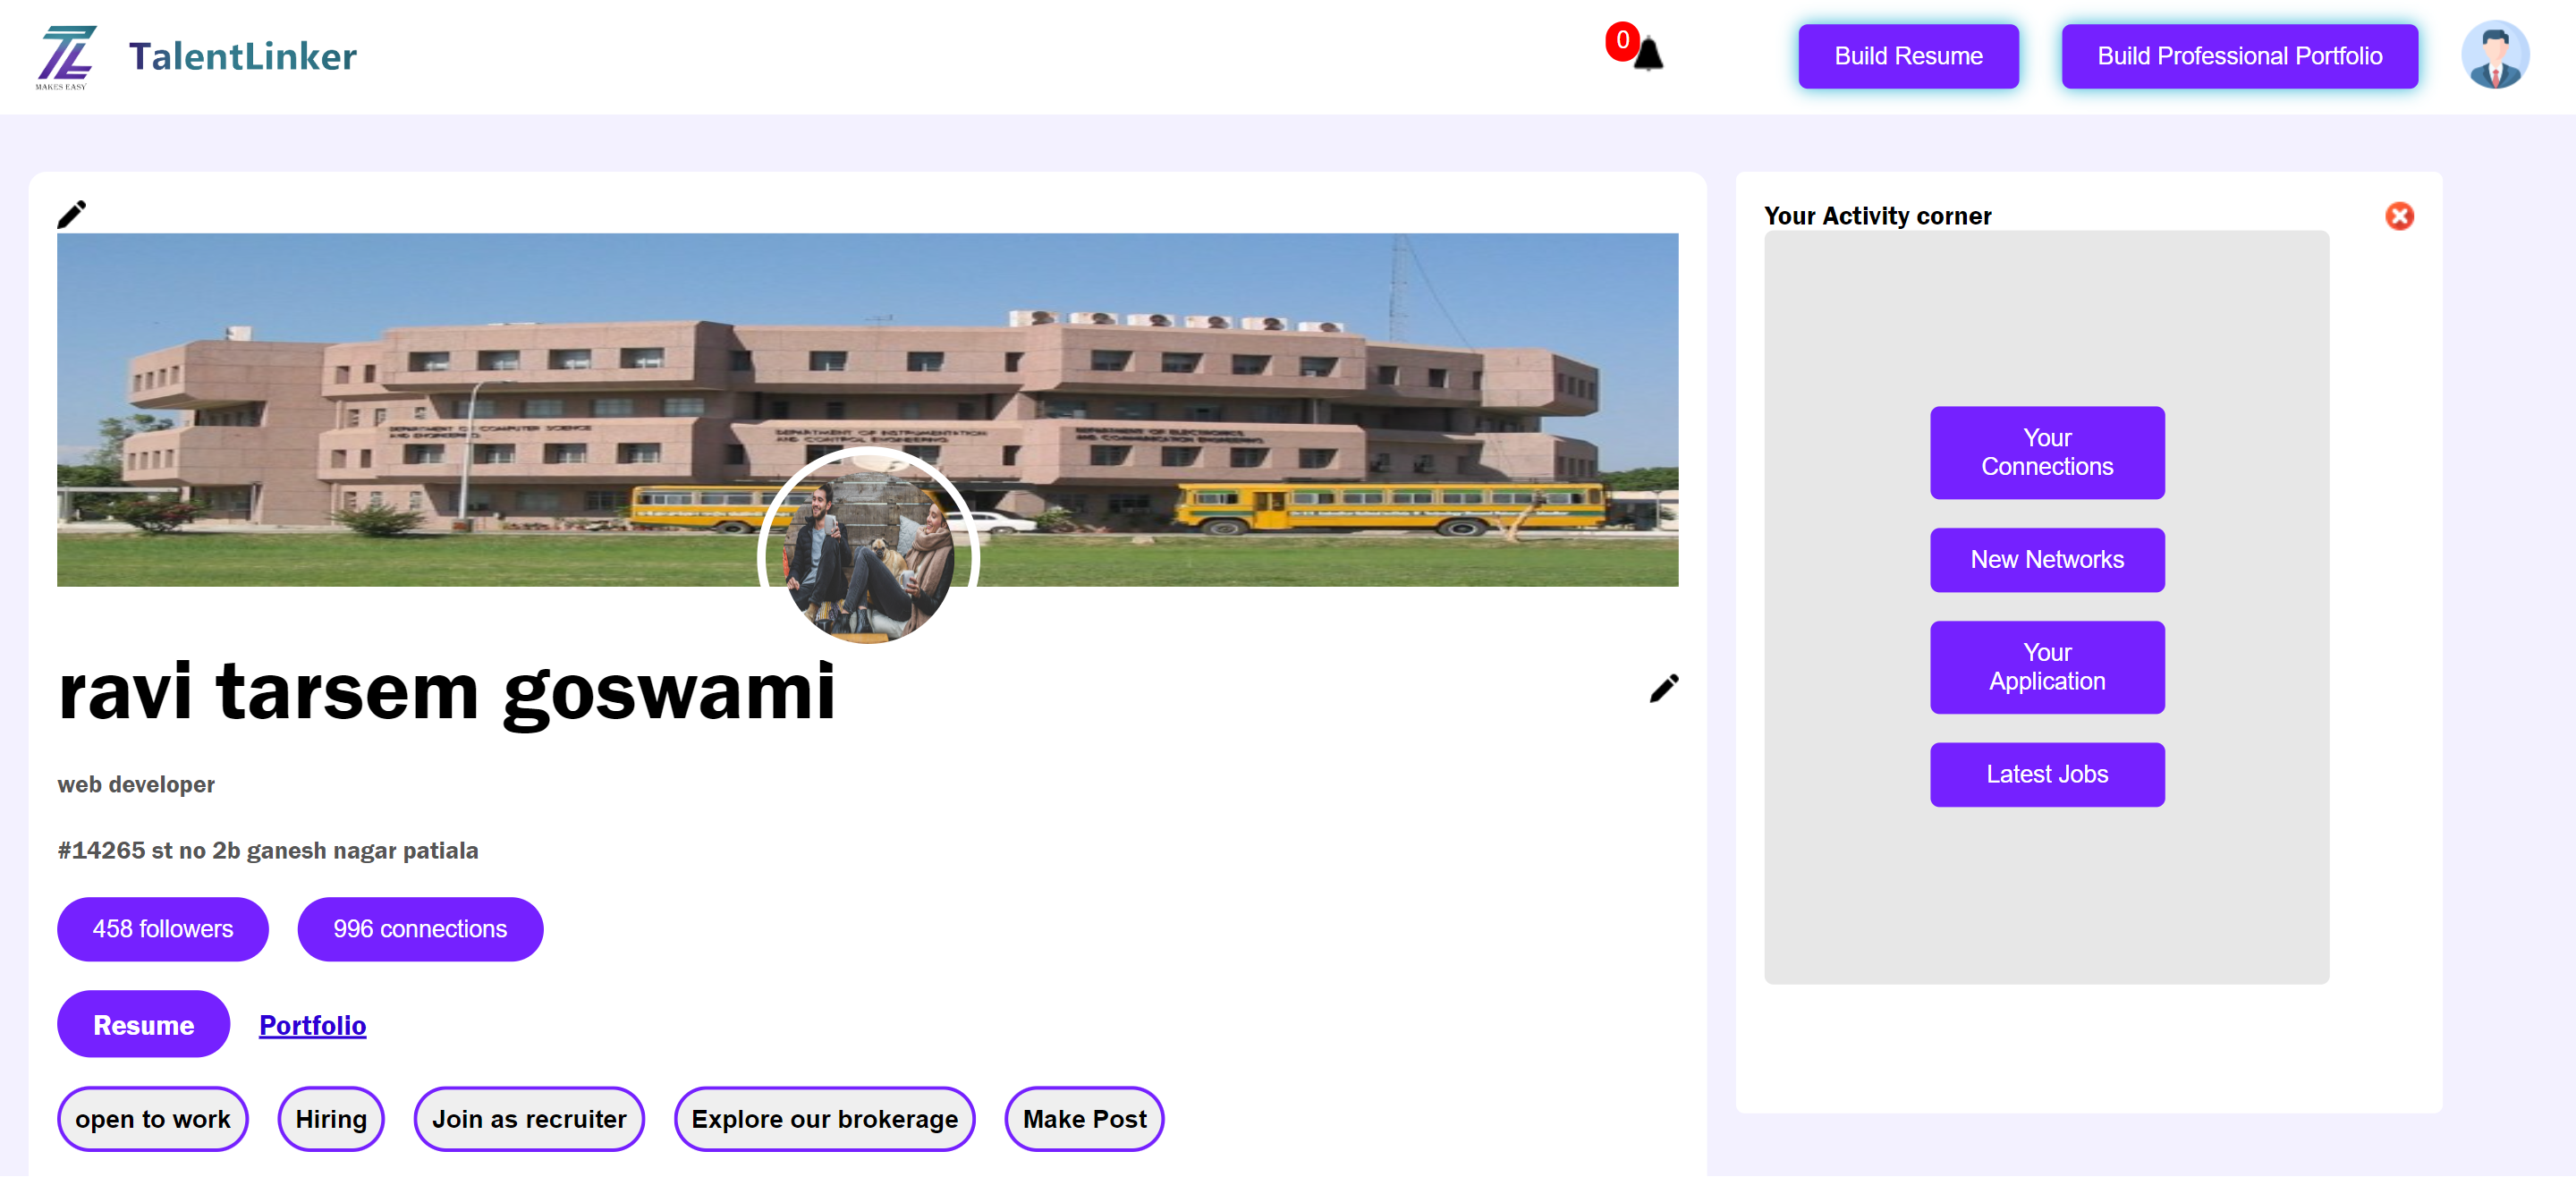 MAKES EASY
TalentLinker
0
Build Resume
Build Professional Portfolio
Your Activity corner
DEPARTMENT OF COMPUTER SCIENCE
AND ENGINEERING
DEPARTMENT OF INSTRUMENTATION
AND CONTROL ENGINEERING
DEPARTMENT OF ELECTRONICS
AND COMMUNICATION ENGINEERING
Your
Connections
New Networks
Your
Application
Latest Jobs
ravi tarsem goswami
web developer
#14265 st no 2b ganesh nagar patiala
458 followers
996 connections
Resume
Portfolio
open to work
Hiring
Join as recruiter
Explore our brokerage
Make Post